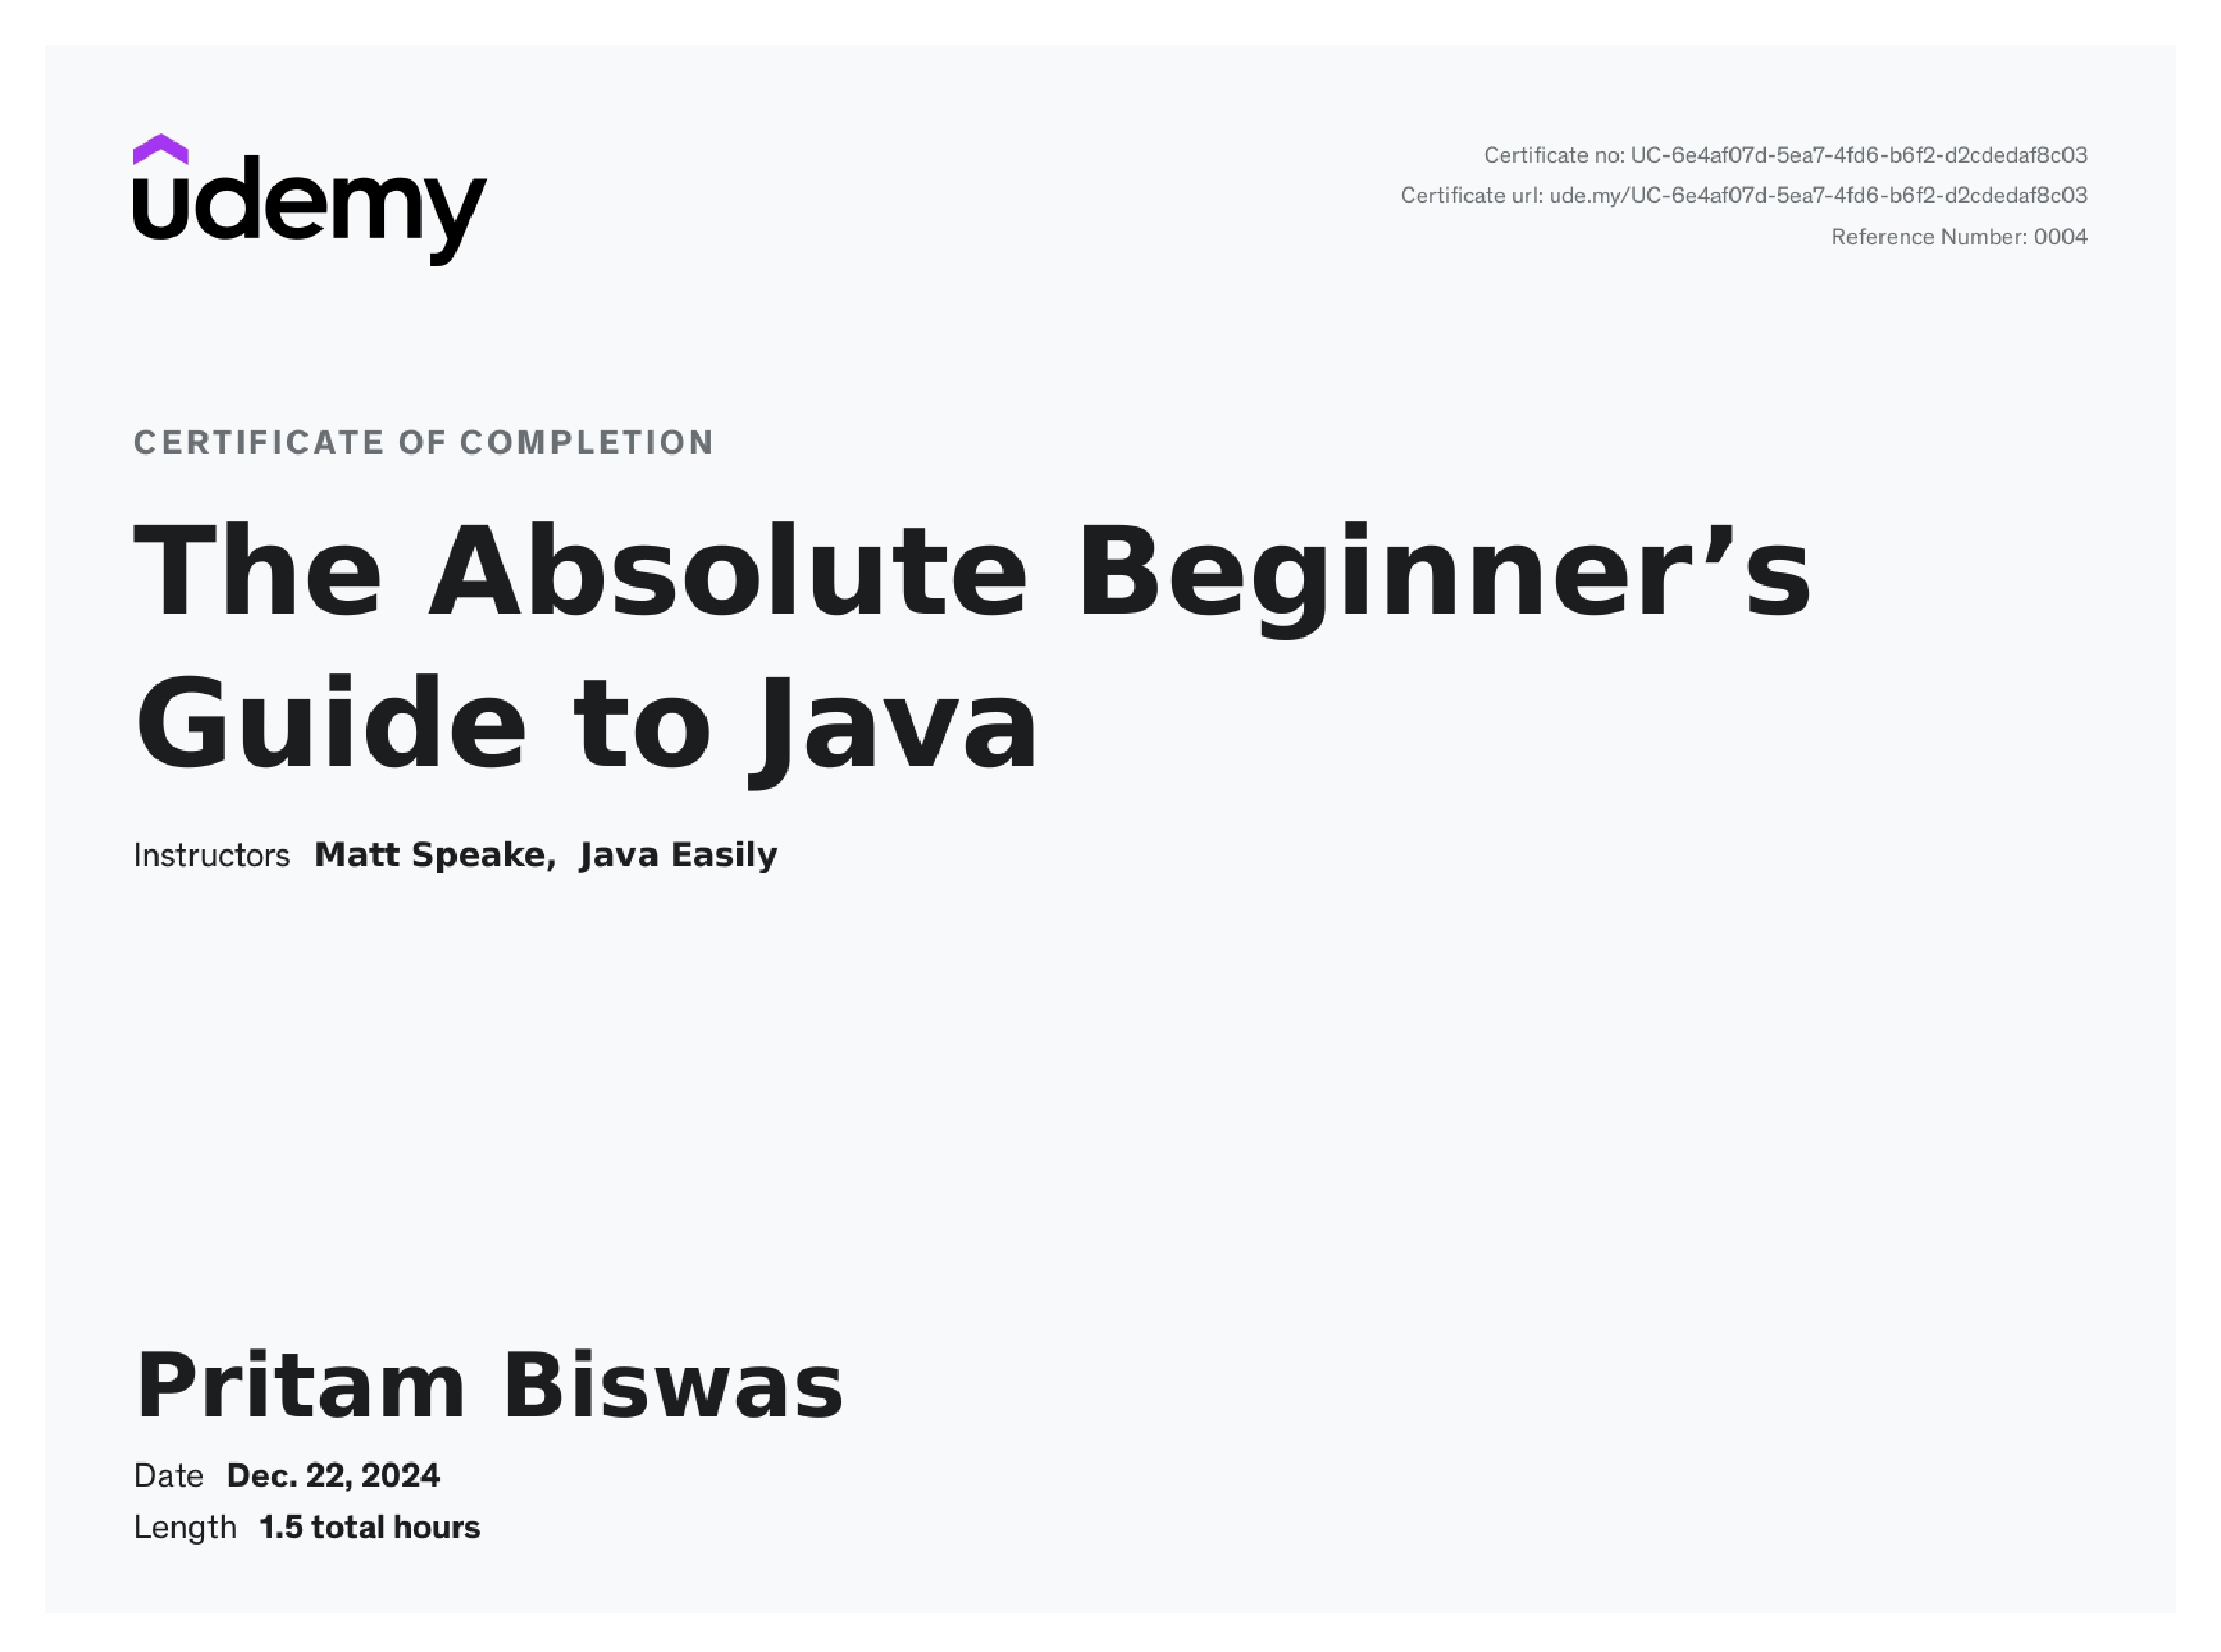 udemy
Certificate no: UC-6e4af07d-5ea7-4fd6-b6f2-d2cdedaf8c03
Certificate url: ude.my/UC-6e4af07d-5ea7-4fd6-b6f2-d2cdedaf8c03
Reference Number: 0004
CERTIFICATE OF COMPLETION
The Absolute Beginner’s
Guide to Java
Instructors Matt Speake, Java Easily
Pritam Biswas
Date Dec. 22, 2024
Length 1.5 total hours